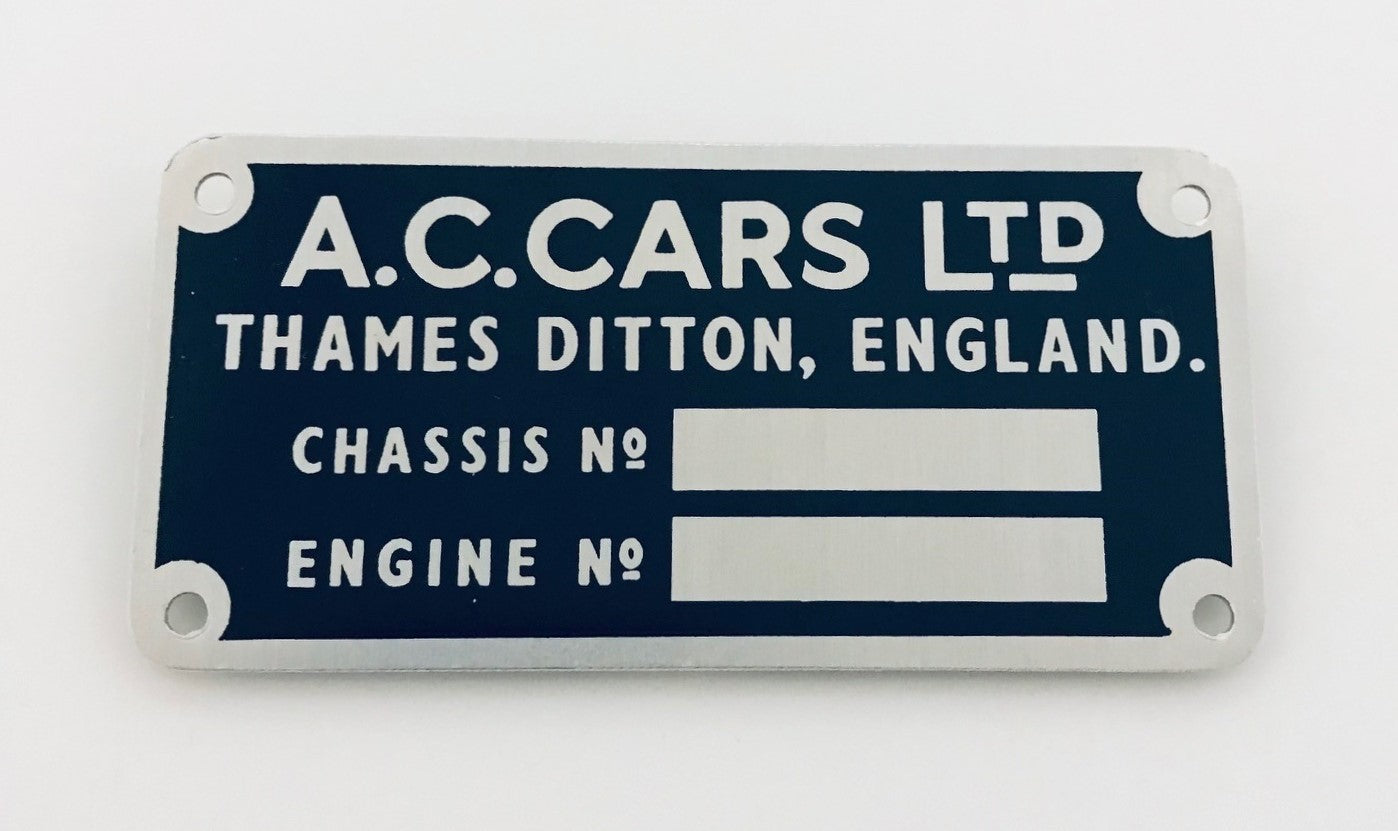 A.C.CARS LTD
THAMES DITTON, ENGLAND.
CHASSIS Nº
ENGINE Nº